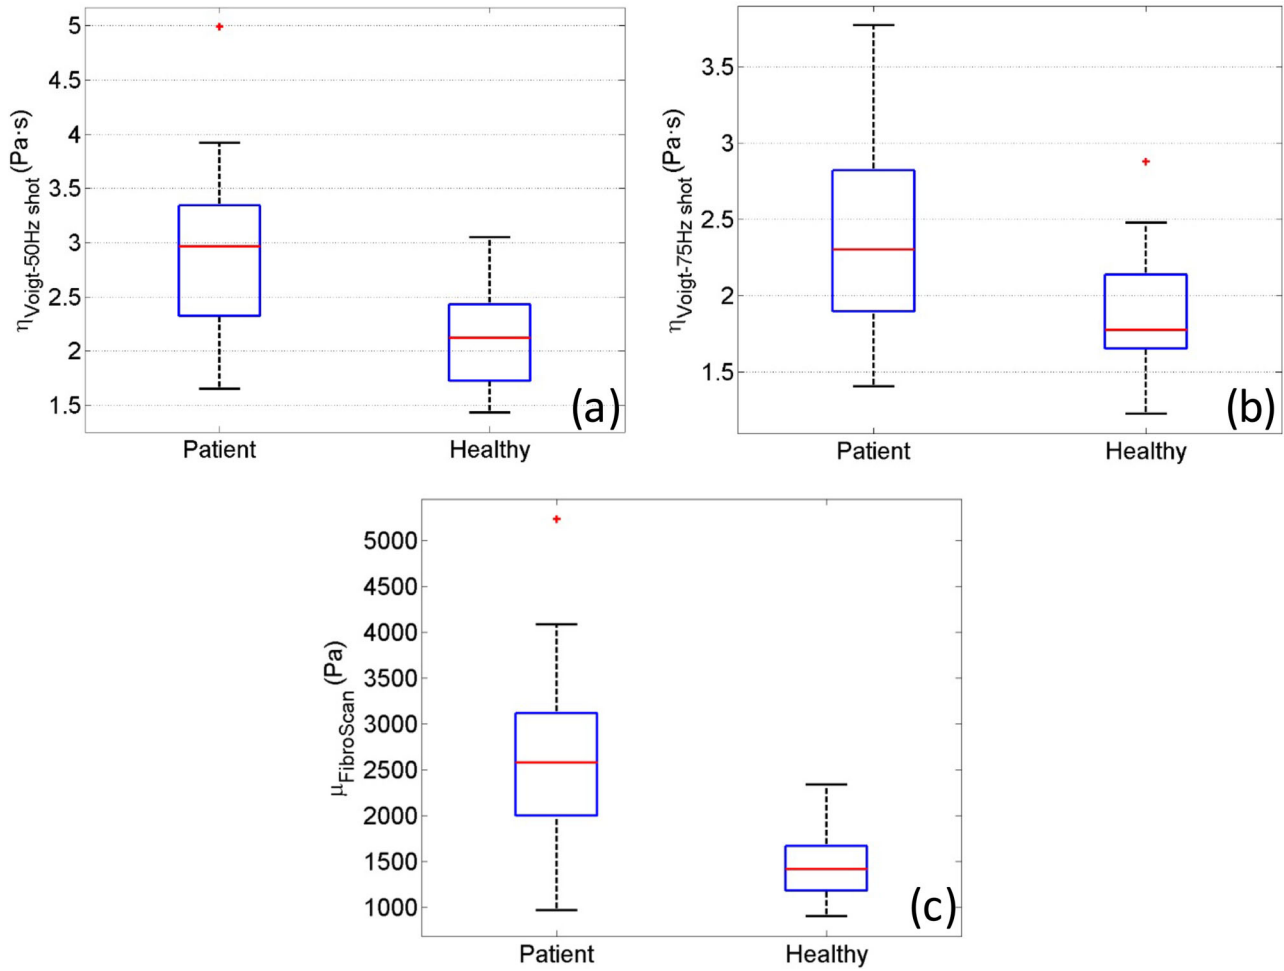 5
4.5
4
3.5
3
2.5
2
1.5
ηVoigt-50Hz shot (Pa·s)
Patient
Healthy
(a)
3.5
3
2.5
2
1.5
ηVoigt-75Hz shot (Pa·s)
Patient
Healthy
(b)
5000
4500
4000
3500
3000
2500
2000
1500
1000
μFibroScan (Pa)
Patient
Healthy
(c)